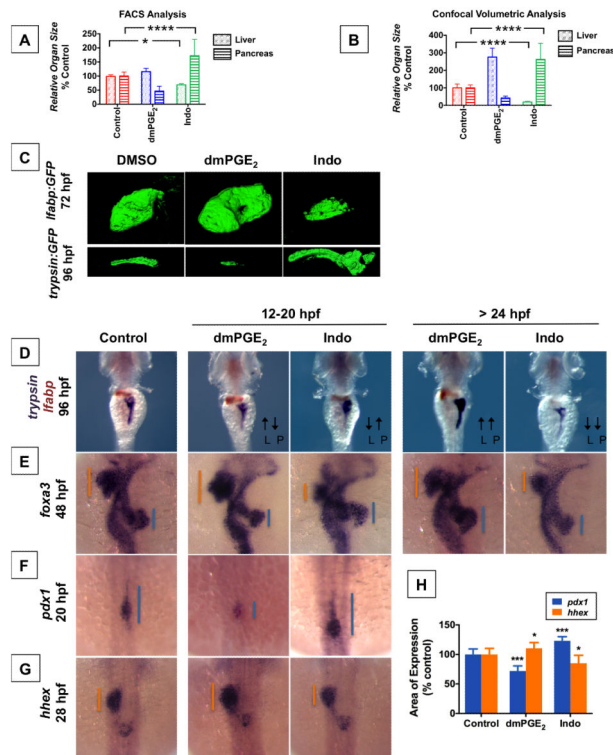 A
FACS Analysis
Relative Organ Size
% Control
200
150
100
50
0
Control
dmPGE₂
Indo
*
****
Liver
Pancreas
B
Confocal Volumetric Analysis
Relative Organ Size
% Control
400
300
200
100
0
Control
dmPGE₂
Indo
****
****
Liver
Pancreas
C
DMSO dmPGE₂ Indo
lfabp:GFP
72 hpf
trypsin:GFP
96 hpf
12-20 hpf > 24 hpf
Control dmPGE₂ Indo dmPGE₂ Indo
D
trypsin
lfabp
96 hpf
↑↓
L P
↓↑
L P
↑↑
L P
↓↓
L P
E
foxa3
48 hpf
F
pdx1
20 hpf
G
hhex
28 hpf
H
pdx1
hhex
Area of Expression
(% control)
150
100
50
0
***
*
***
*
Control dmPGE₂ Indo